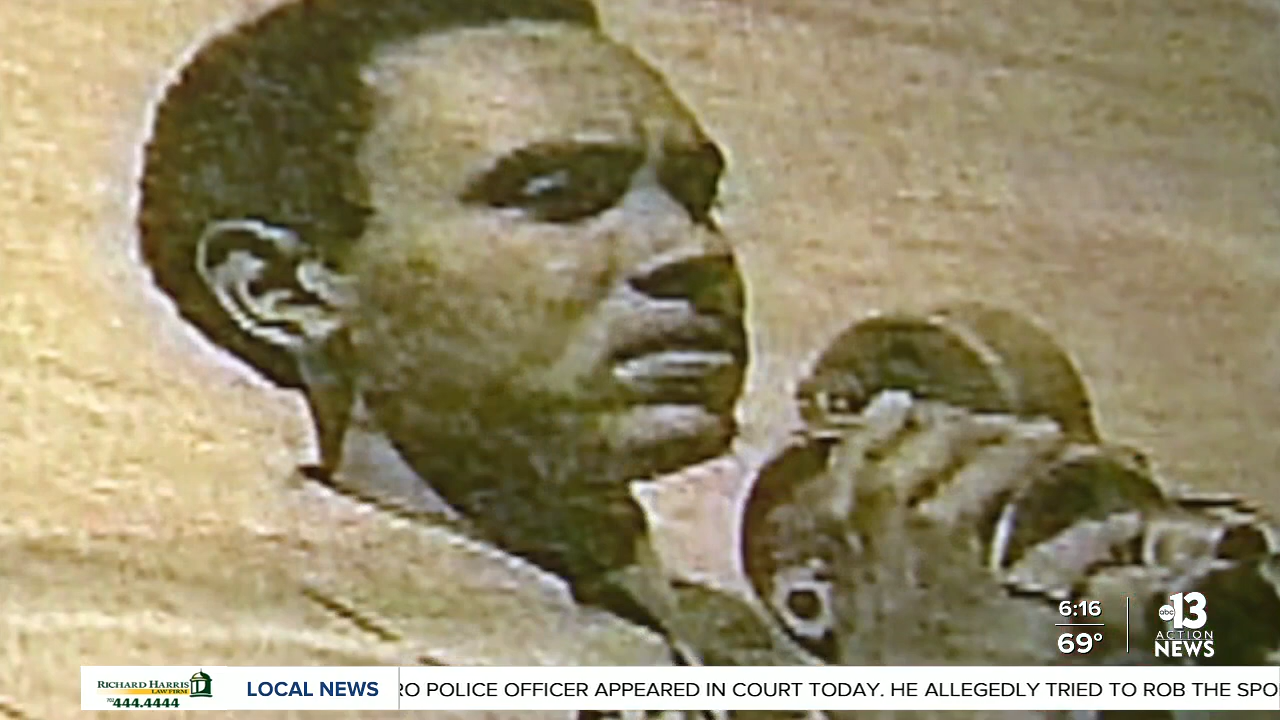 6:16
69°
abc 13
ACTION
NEWS
RICHARD HARRIS
LAW FIRM
702 444.4444
LOCAL NEWS
RO POLICE OFFICER APPEARED IN COURT TODAY. HE ALLEGEDLY TRIED TO ROB THE SPO